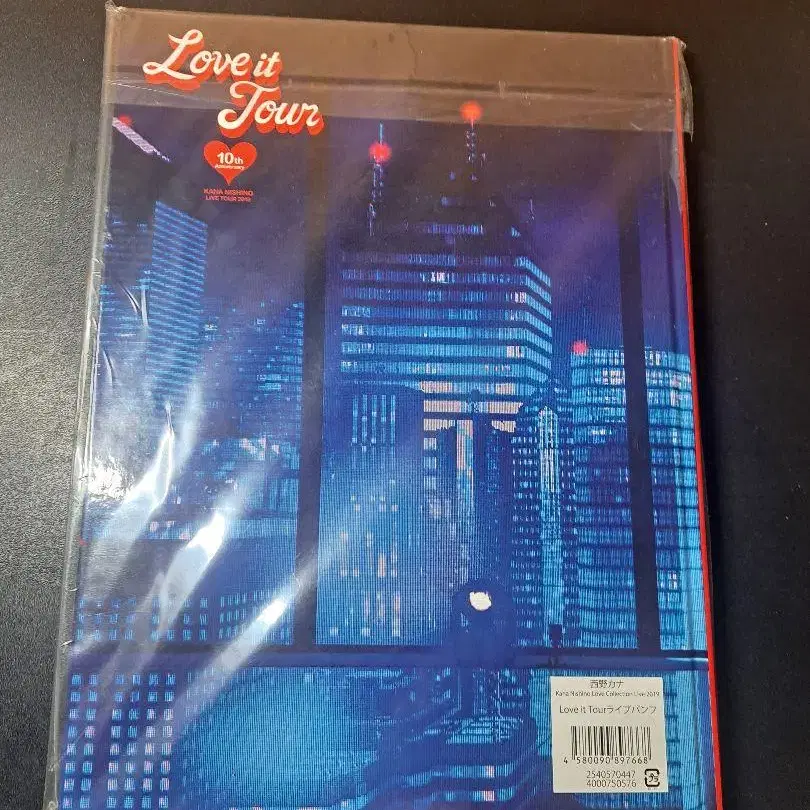 Love it
Tour
10th
Anniversary
KANA NISHINO
LIVE TOUR 2019
西野カナ
Kana Nishino Love Collection Live 2019
Love it Tourライブパンフ
4 580090 897668
2540570447
4000750576